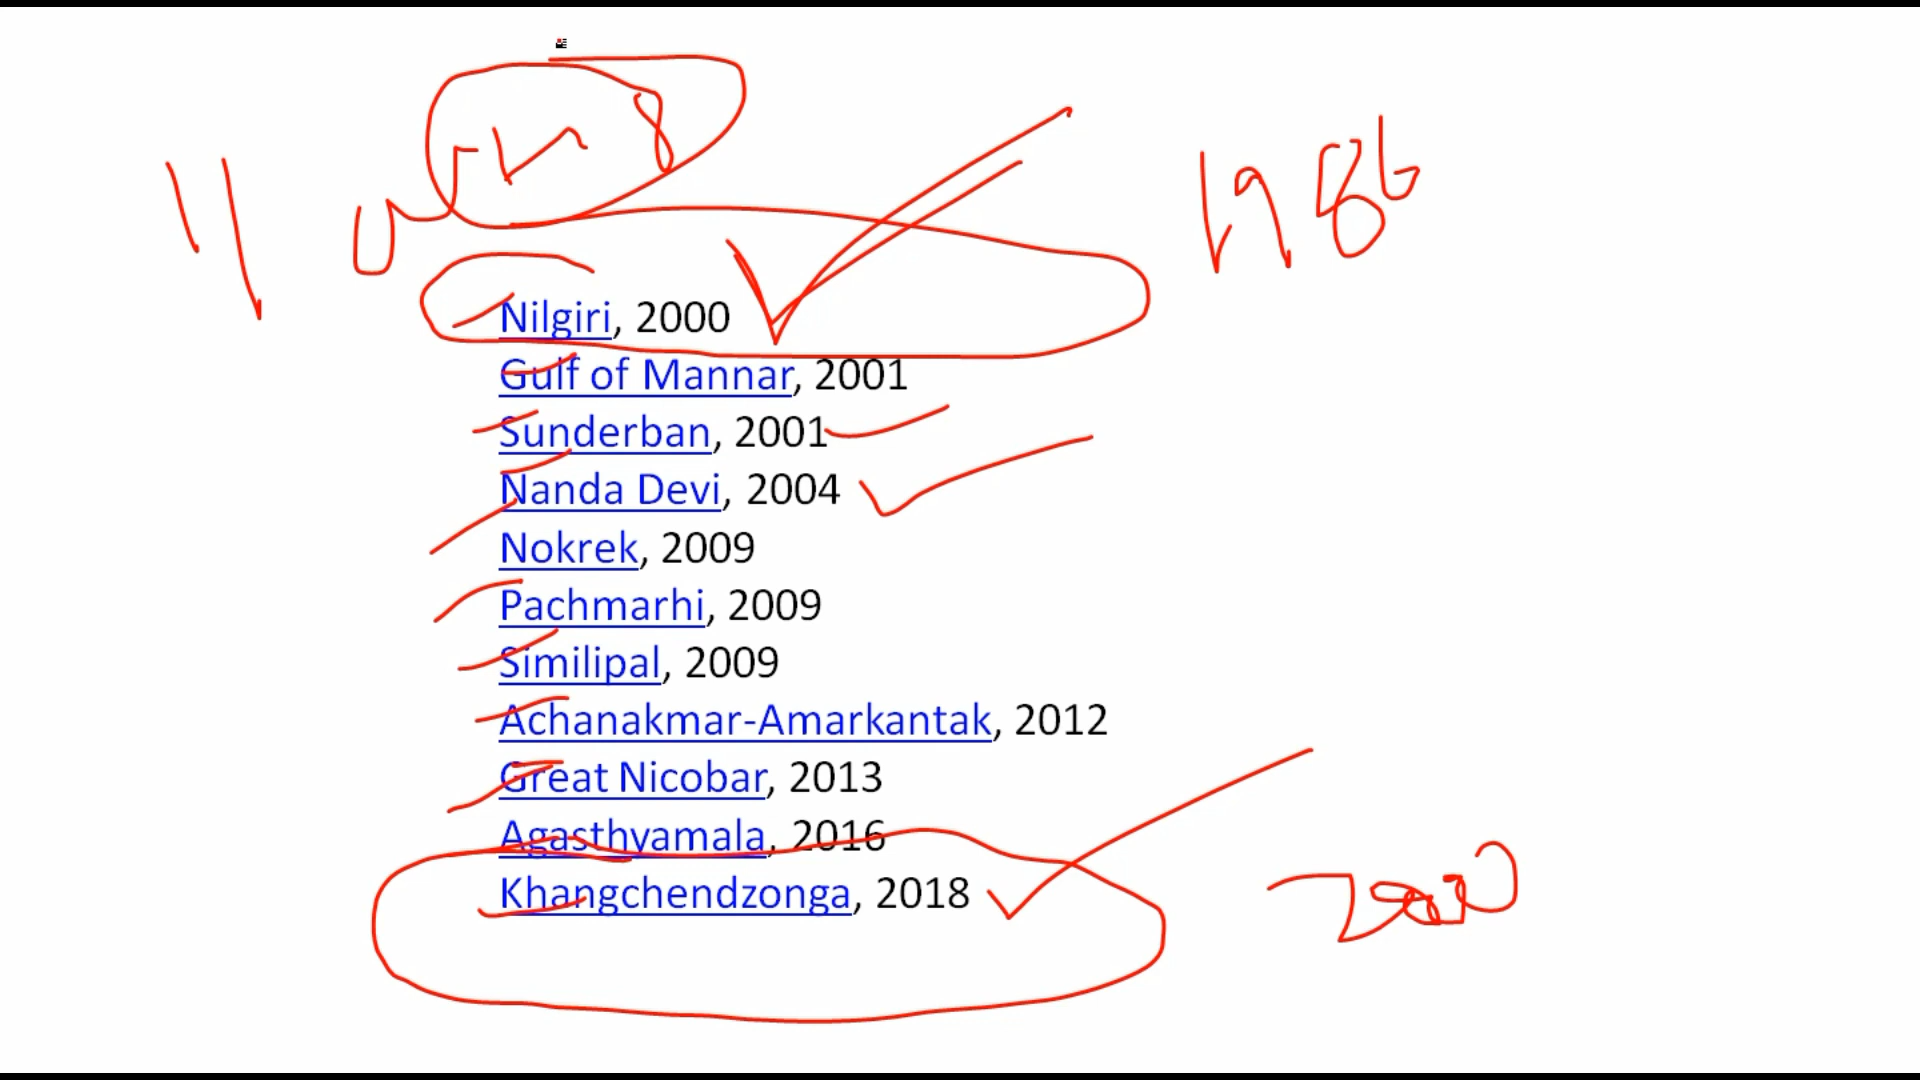 11
1986
Nilgiri, 2000
Gulf of Mannar, 2001
Sunderban, 2001
Nanda Devi, 2004
Nokrek, 2009
Pachmarhi, 2009
Similipal, 2009
Achanakmar-Amarkantak, 2012
Great Nicobar, 2013
Agasthyamala, 2016
Khangchendzonga, 2018
2000